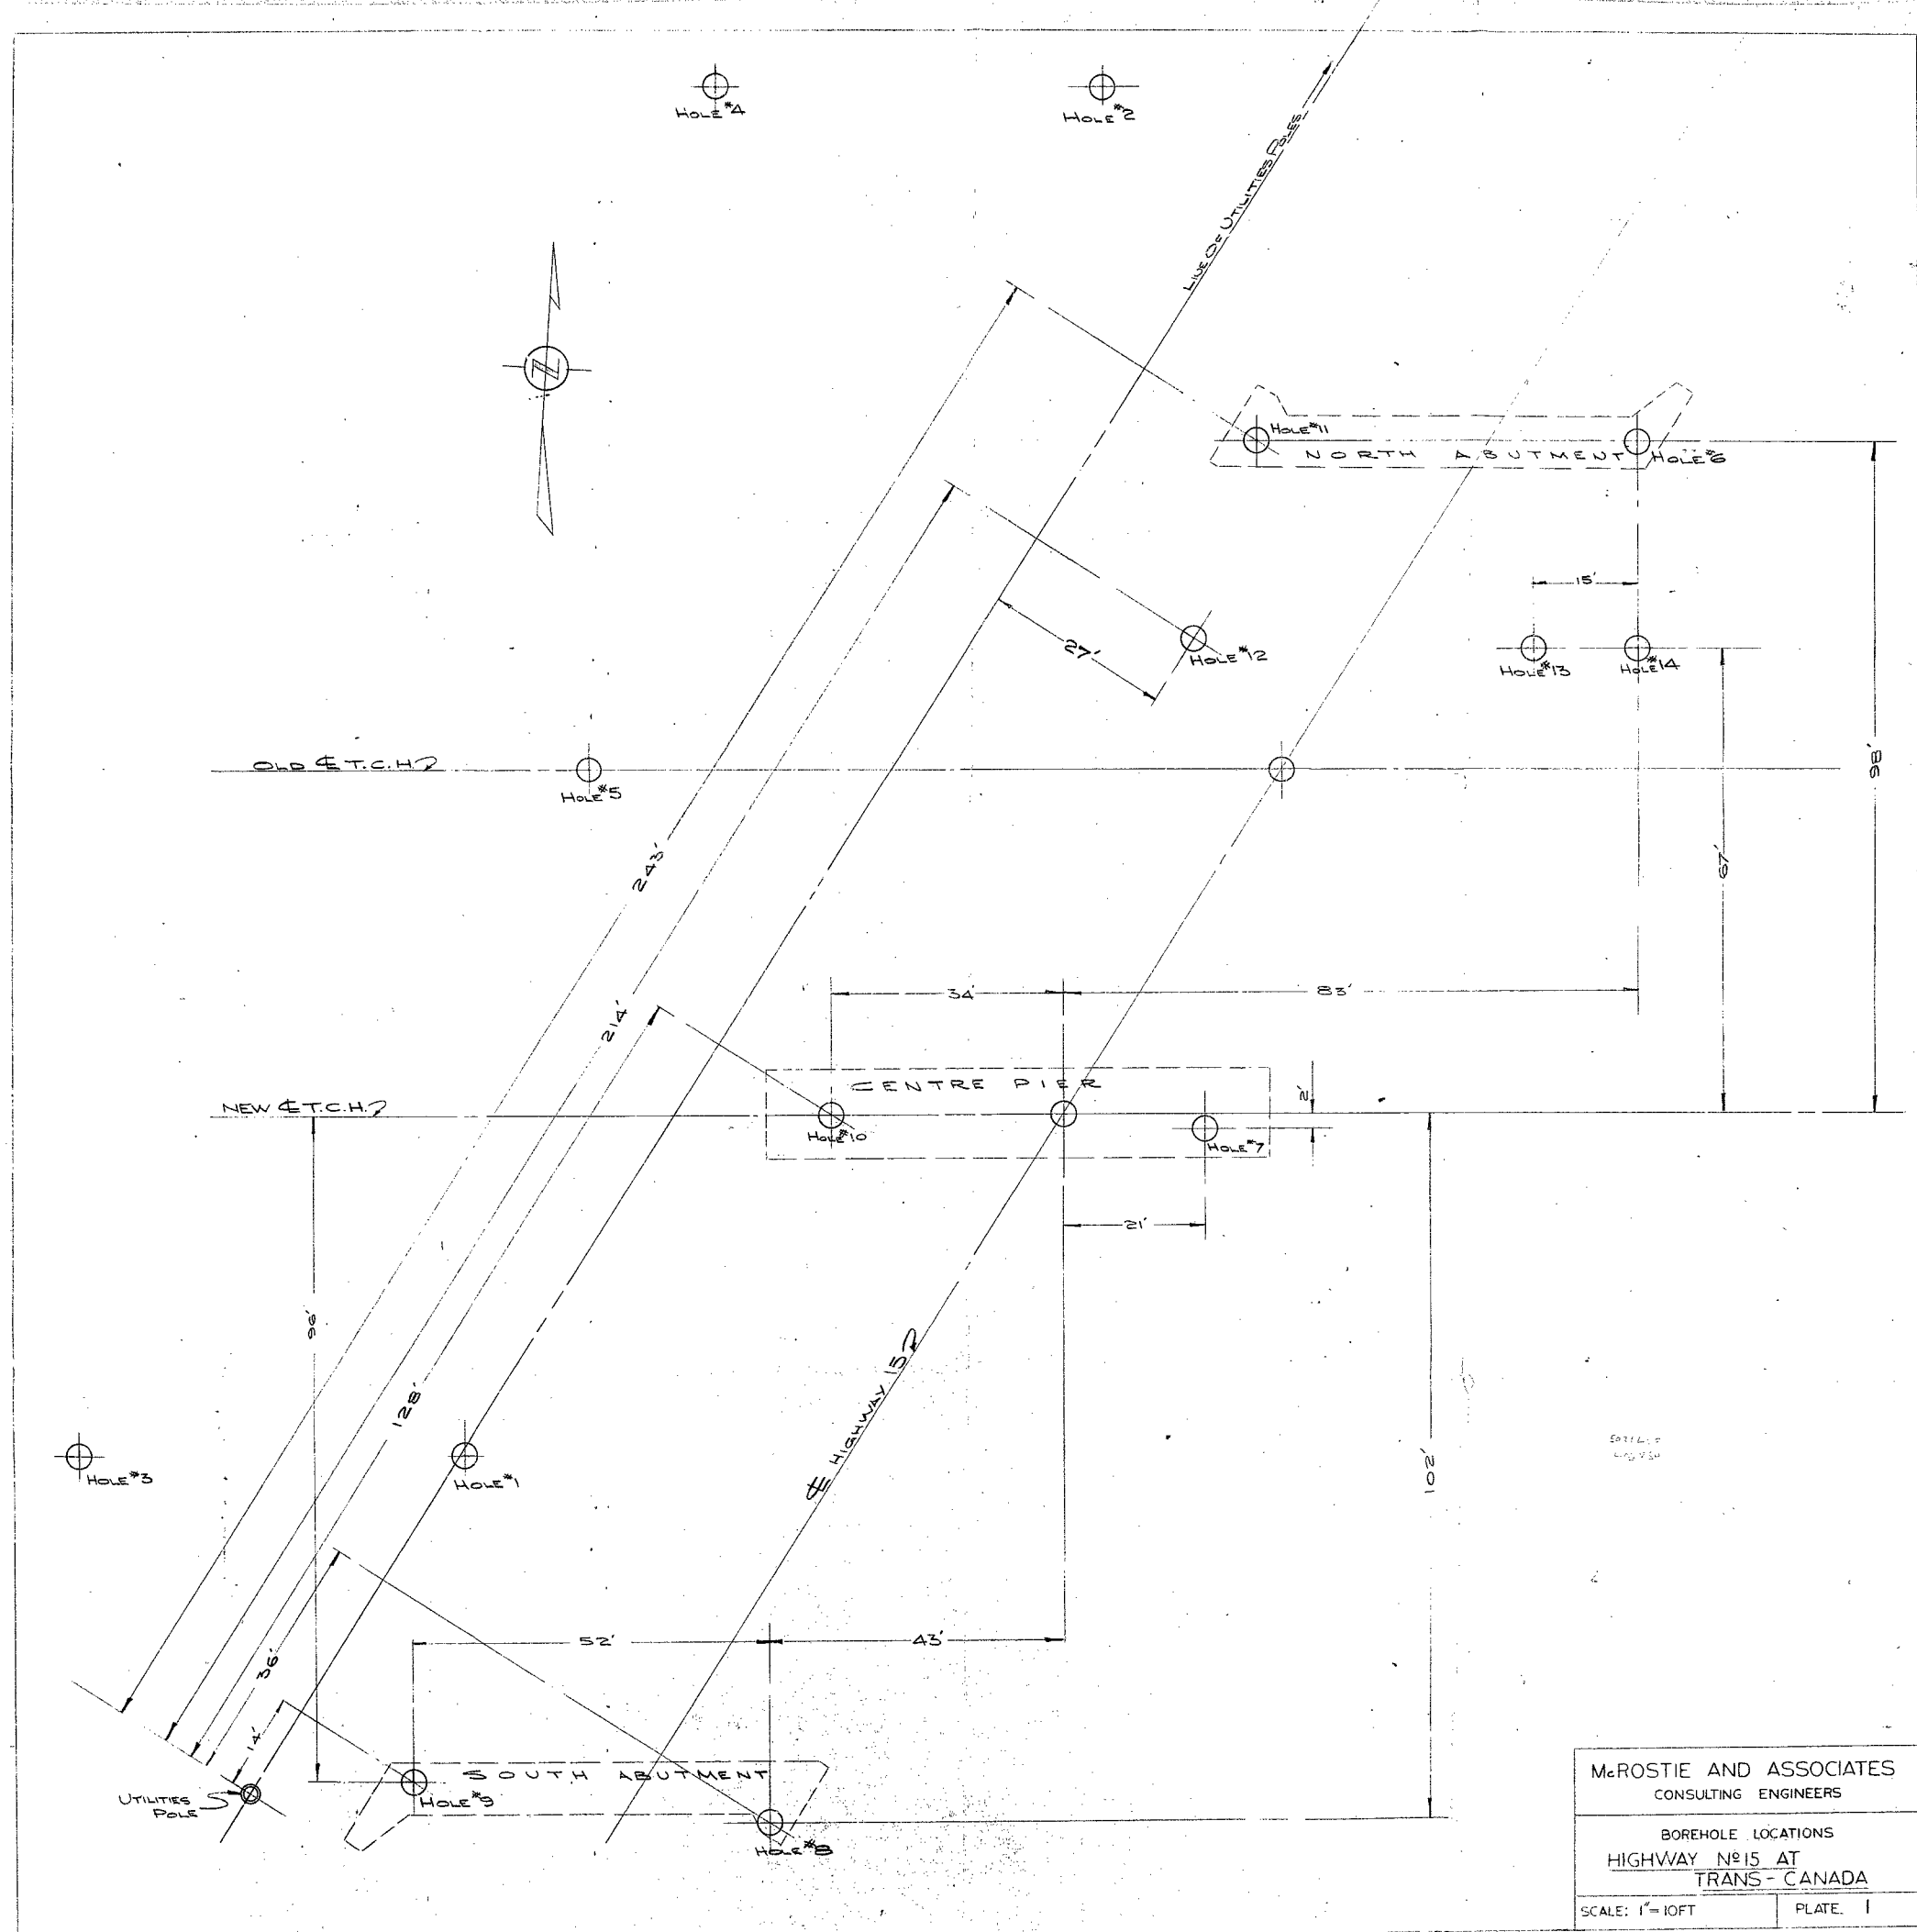 HOLE #4
HOLE #2
LINE OF UTILITIES POLES
HOLE #11
NORTH ABUTMENT
HOLE #6
15'
27'
HOLE #12
HOLE #13
HOLE #14
OLD ℄ T.C.H.
HOLE #5
98'
243'
67'
214'
34'
83'
CENTRE PIER
NEW ℄ T.C.H.
2'
HOLE #10
HOLE #7
21'
96'
℄ HIGHWAY 15
128'
HOLE #3
HOLE #1
102'
52'
43'
36'
14'
SOUTH ABUTMENT
UTILITIES
POLE
HOLE #9
HOLE #8
McROSTIE AND ASSOCIATES
CONSULTING ENGINEERS
BOREHOLE LOCATIONS
HIGHWAY Nº 15 AT
TRANS-CANADA
SCALE: 1"=10FT
PLATE. 1
N